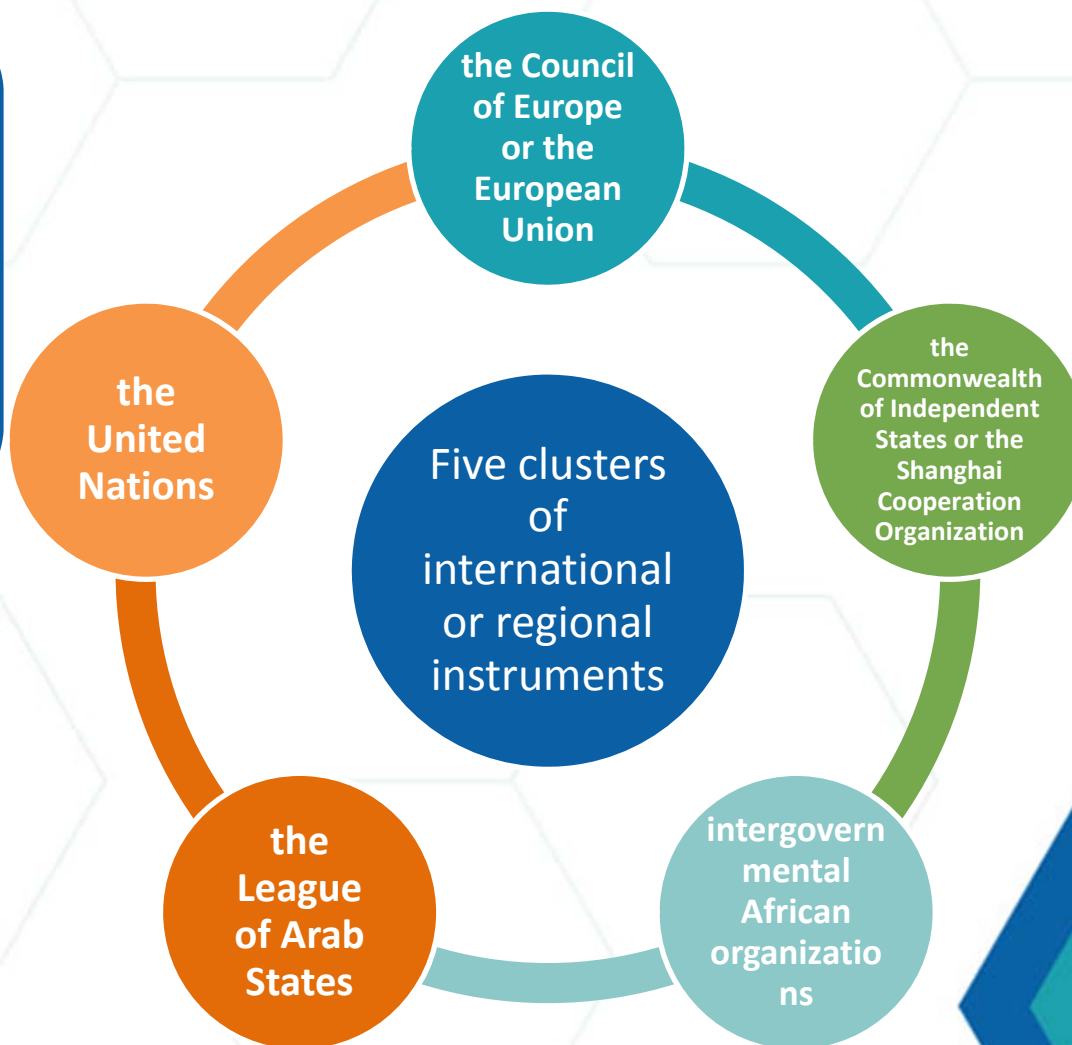 the Council
of Europe
or the
European
Union
the
Commonwealth
of Independent
States or the
Shanghai
Cooperation
Organization
intergovern
mental
African
organizatio
ns
the
League
of Arab
States
the
United
Nations
Five clusters
of
international
or regional
instruments